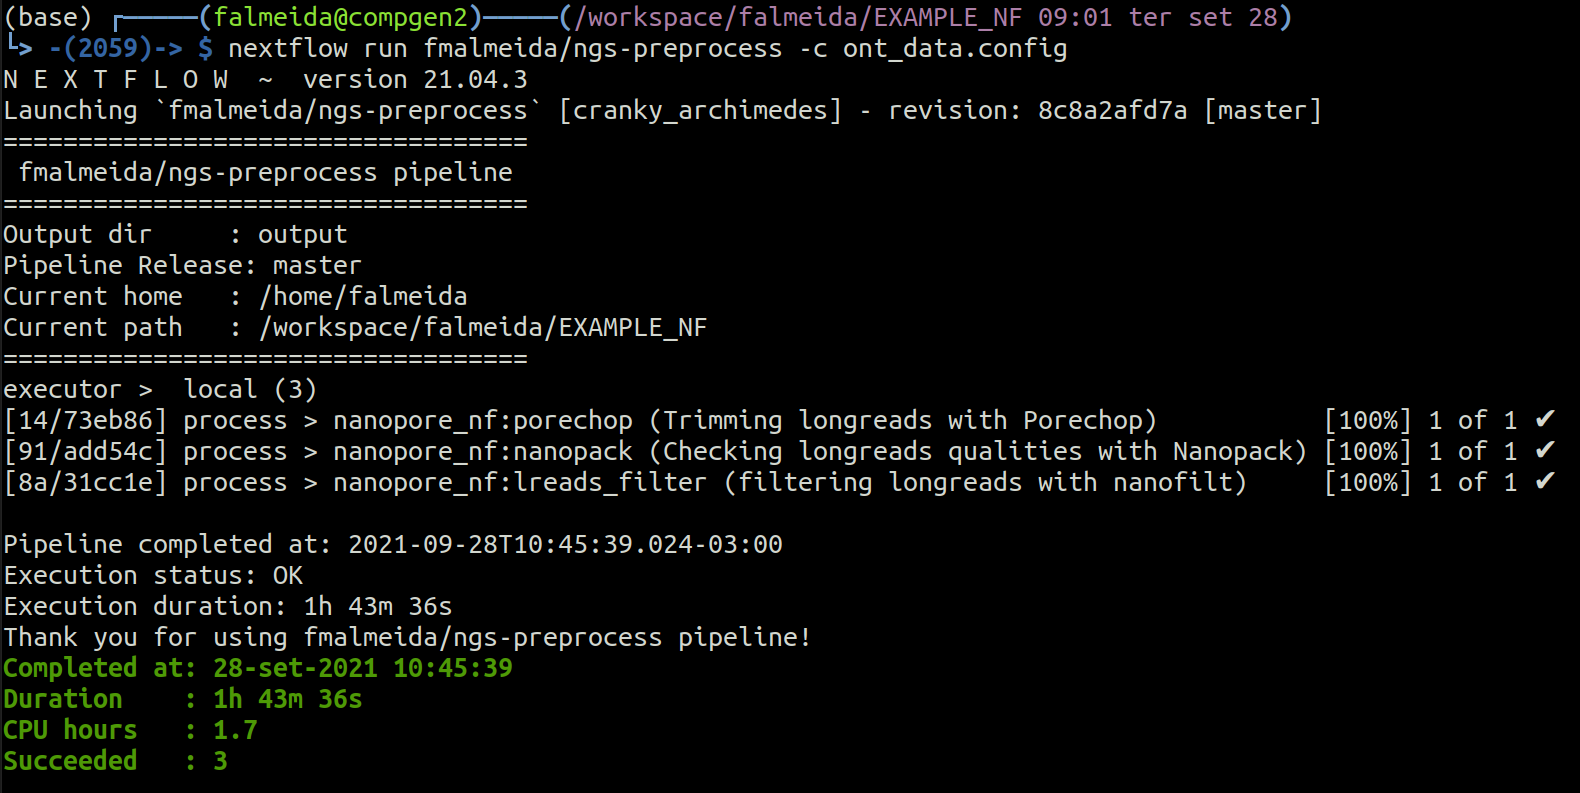 (base) ┌─────(falmeida@compgen2)─────(/workspace/falmeida/EXAMPLE_NF 09:01 ter set 28)
└> -(2059)-> $ nextflow run fmalmeida/ngs-preprocess -c ont_data.config
N E X T F L O W  ~  version 21.04.3
Launching `fmalmeida/ngs-preprocess` [cranky_archimedes] - revision: 8c8a2afd7a [master]
===================================
 fmalmeida/ngs-preprocess pipeline
===================================
Output dir     : output
Pipeline Release: master
Current home   : /home/falmeida
Current path   : /workspace/falmeida/EXAMPLE_NF
===================================
executor >  local (3)
[14/73eb86] process > nanopore_nf:porechop (Trimming longreads with Porechop)           [100%] 1 of 1 ✔
[91/add54c] process > nanopore_nf:nanopack (Checking longreads qualities with Nanopack) [100%] 1 of 1 ✔
[8a/31cc1e] process > nanopore_nf:lreads_filter (filtering longreads with nanofilt)     [100%] 1 of 1 ✔

Pipeline completed at: 2021-09-28T10:45:39.024-03:00
Execution status: OK
Execution duration: 1h 43m 36s
Thank you for using fmalmeida/ngs-preprocess pipeline!
Completed at: 28-set-2021 10:45:39
Duration    : 1h 43m 36s
CPU hours   : 1.7
Succeeded   : 3